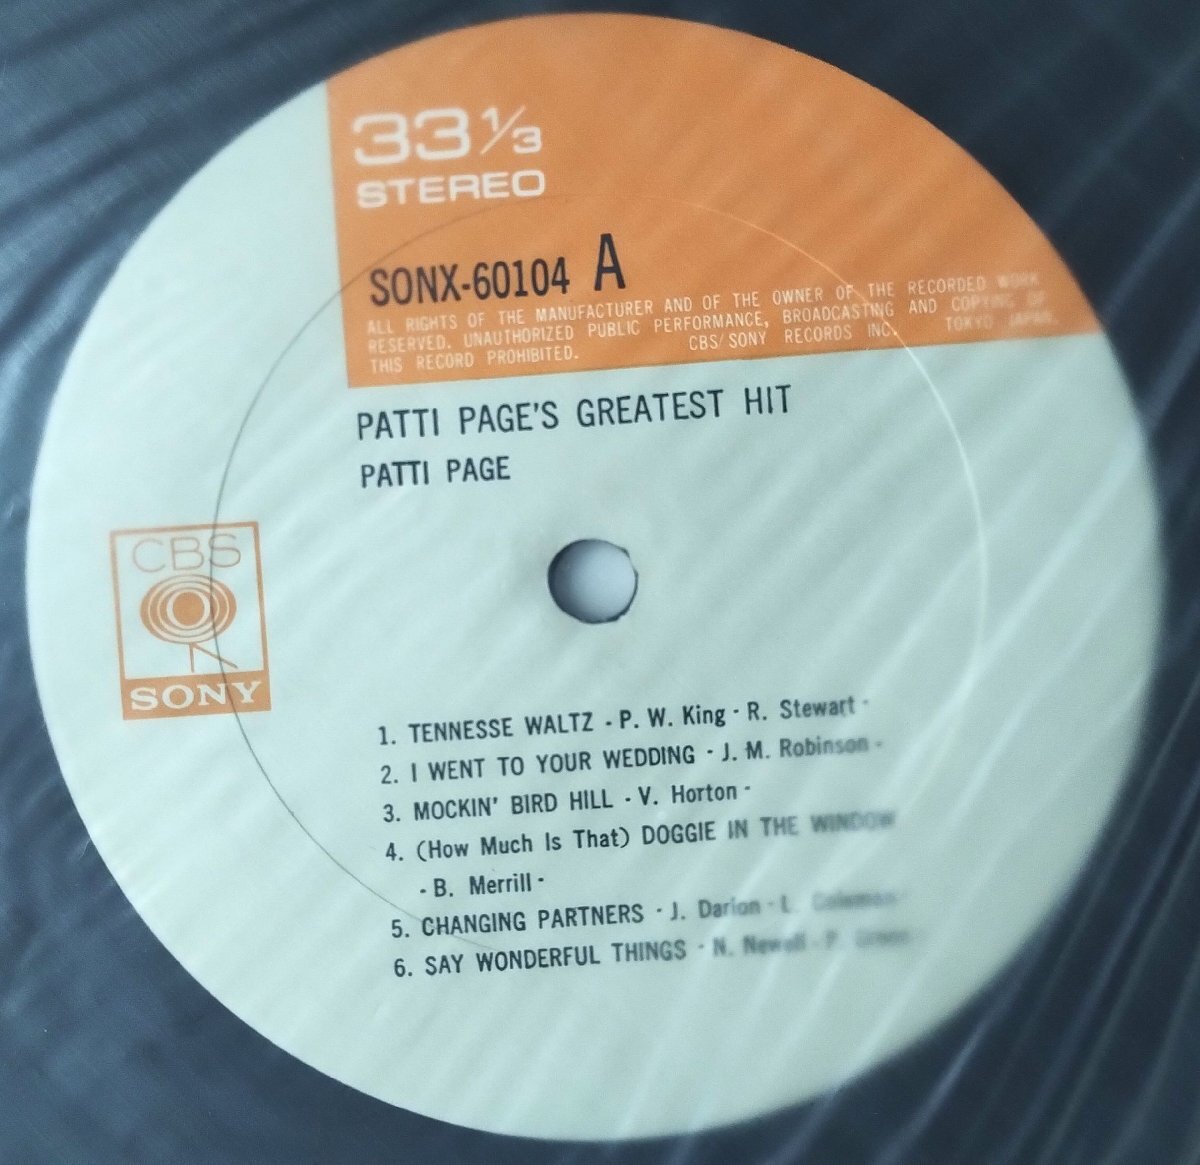 33 1/3
STEREO
SONX-60104 A
ALL RIGHTS OF THE MANUFACTURER AND OF THE OWNER OF THE RECORDED WORK
RESERVED. UNAUTHORIZED PUBLIC PERFORMANCE, BROADCASTING AND COPYING OF
THIS RECORD PROHIBITED. CBS/SONY RECORDS INC. TOKYO JAPAN.
PATTI PAGE'S GREATEST HIT
PATTI PAGE
CBS
SONY
1. TENNESSE WALTZ - P. W. King - R. Stewart -
2. I WENT TO YOUR WEDDING - J. M. Robinson -
3. MOCKIN' BIRD HILL - V. Horton -
4. (How Much Is That) DOGGIE IN THE WINDOW
- B. Merrill -
5. CHANGING PARTNERS - J. Darion - L.
6. SAY WONDERFUL THINGS - N. Newell - P.